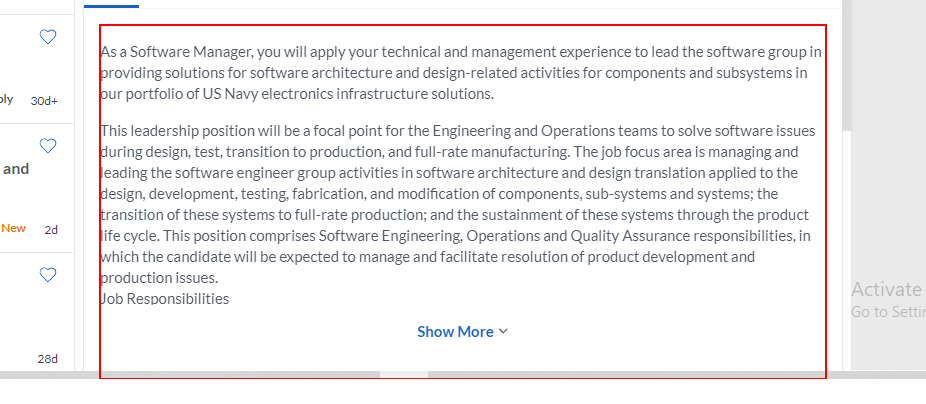 As a Software Manager, you will apply your technical and management experience to lead the software group in
providing solutions for software architecture and design-related activities for components and subsystems in
our portfolio of US Navy electronics infrastructure solutions.
ply 30d+
This leadership position will be a focal point for the Engineering and Operations teams to solve software issues
during design, test, transition to production, and full-rate manufacturing. The job focus area is managing and
and
leading the software engineer group activities in software architecture and design translation applied to the
design, development, testing, fabrication, and modification of components, sub-systems and systems; the
transition of these systems to full-rate production; and the sustainment of these systems through the product
New 2d
life cycle. This position comprises Software Engineering, Operations and Quality Assurance responsibilities, in
which the candidate will be expected to manage and facilitate resolution of product development and
production issues.
Job Responsibilities
Show More
28d
Activate
Go to Settin